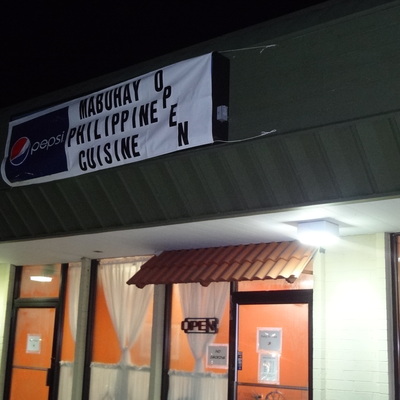 pepsi
MABUHAY
PHILIPPINE
CUISINE
OPEN
OPEN